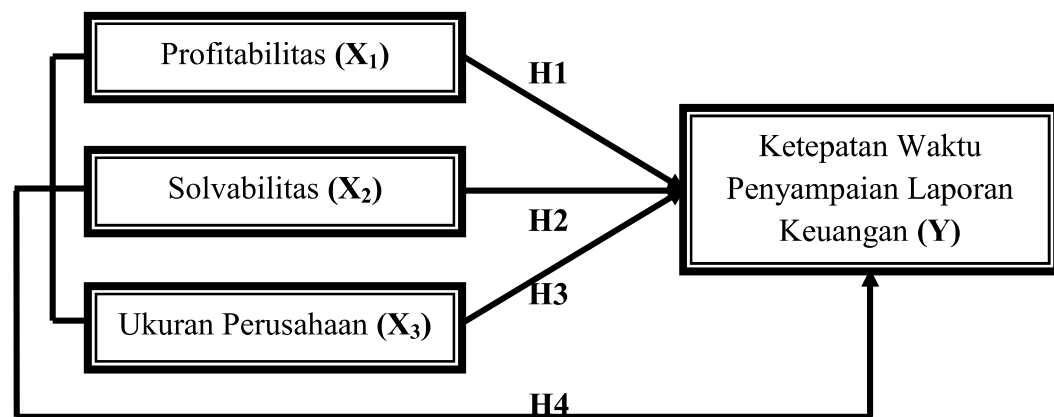 Profitabilitas (X₁)
H1
Ketepatan Waktu
Penyampaian Laporan
Keuangan (Y)
Solvabilitas (X₂)
H2
Ukuran Perusahaan (X₃)
H3
H4